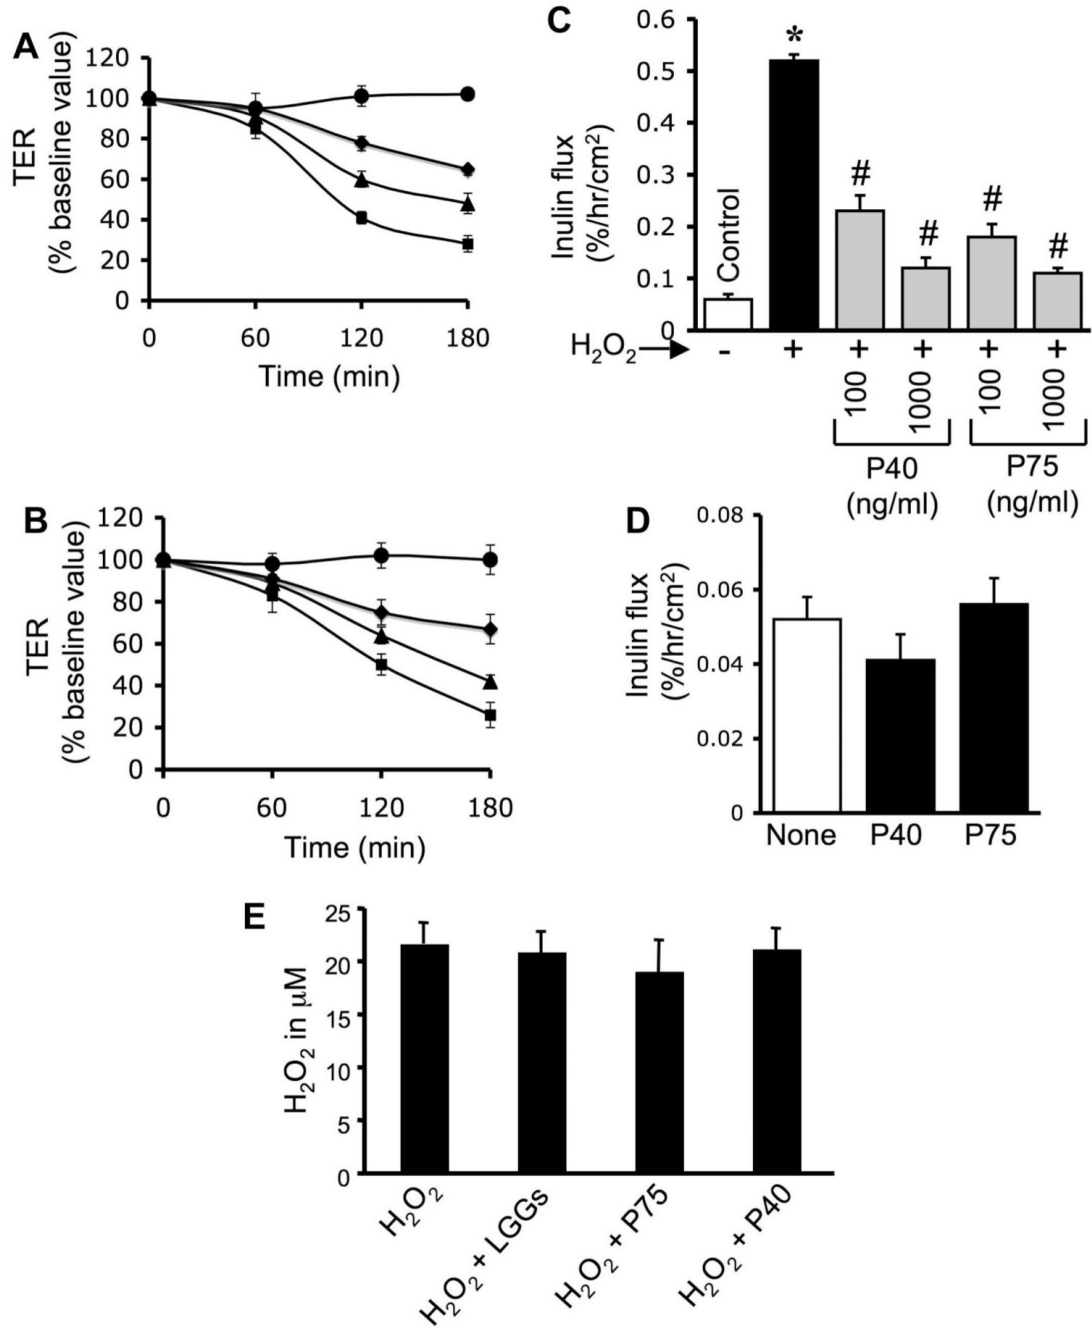 A
TER
(% baseline value)
120
100
80
60
40
20
0
0 60 120 180
Time (min)
C
Inulin flux
(%/hr/cm²)
0.6
0.5
0.4
0.3
0.2
0.1
0
Control
*
#
#
#
#
H₂O₂ - + + + + +
100 1000 100 1000
P40 P75
(ng/ml) (ng/ml)
B
TER
(% baseline value)
120
100
80
60
40
20
0
0 60 120 180
Time (min)
D
Inulin flux
(%/hr/cm²)
0.08
0.06
0.04
0.02
0
None P40 P75
E
H₂O₂ in µM
25
20
15
10
5
0
H₂O₂
H₂O₂ + LGGs
H₂O₂ + P75
H₂O₂ + P40